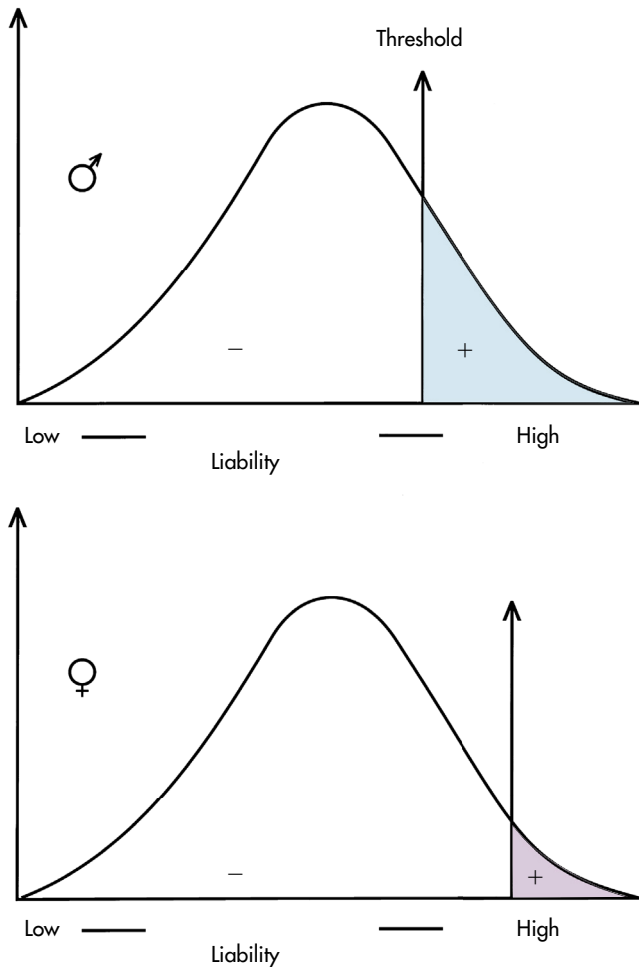 Threshold
♂
− +
Low High
Liability
♀
− +
Low High
Liability